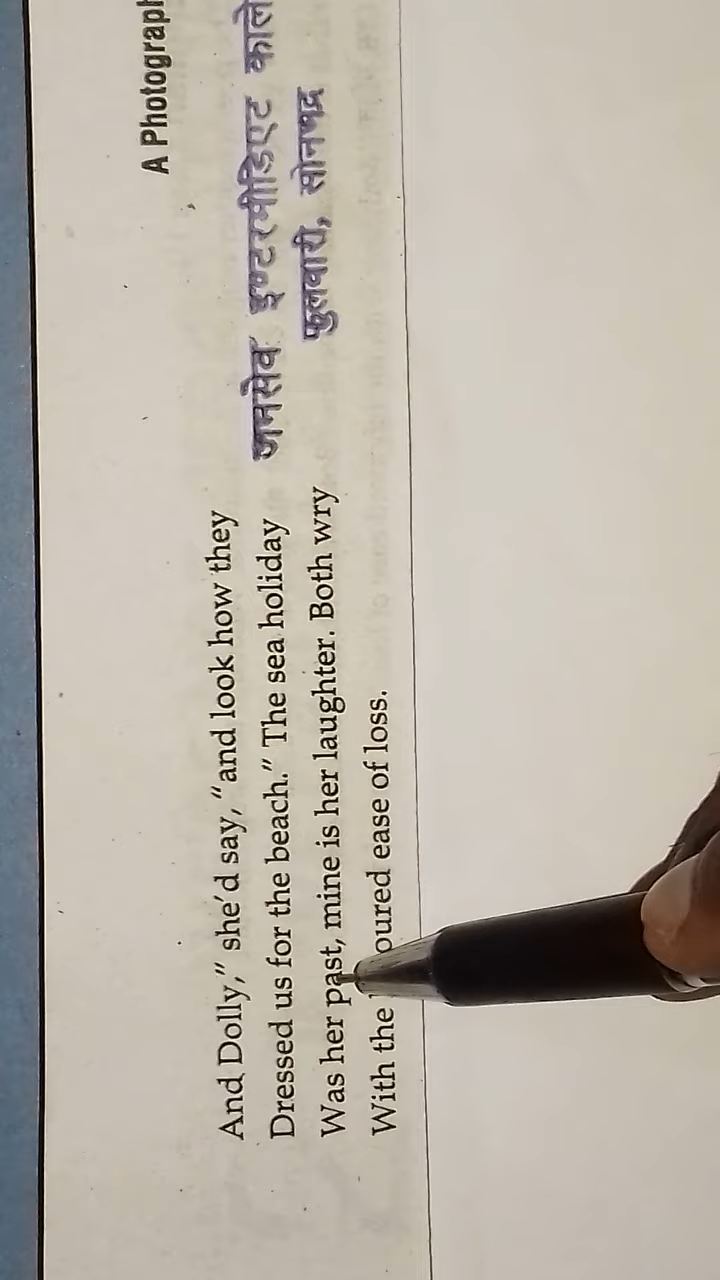 A Photograph
जनसेव इण्टरमीडिएट काले
फुलवारी, सोनभद्र
And Dolly,” she’d say, “and look how they
Dressed us for the beach.” The sea holiday
Was her past, mine is her laughter. Both wry
With the oured ease of loss.